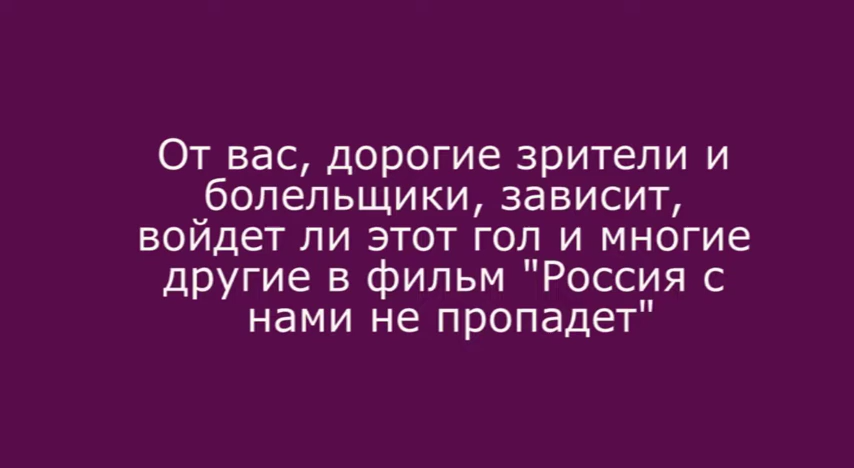 От вас, дорогие зрители и
болельщики, зависит,
войдет ли этот гол и многие
другие в фильм "Россия с
нами не пропадет"